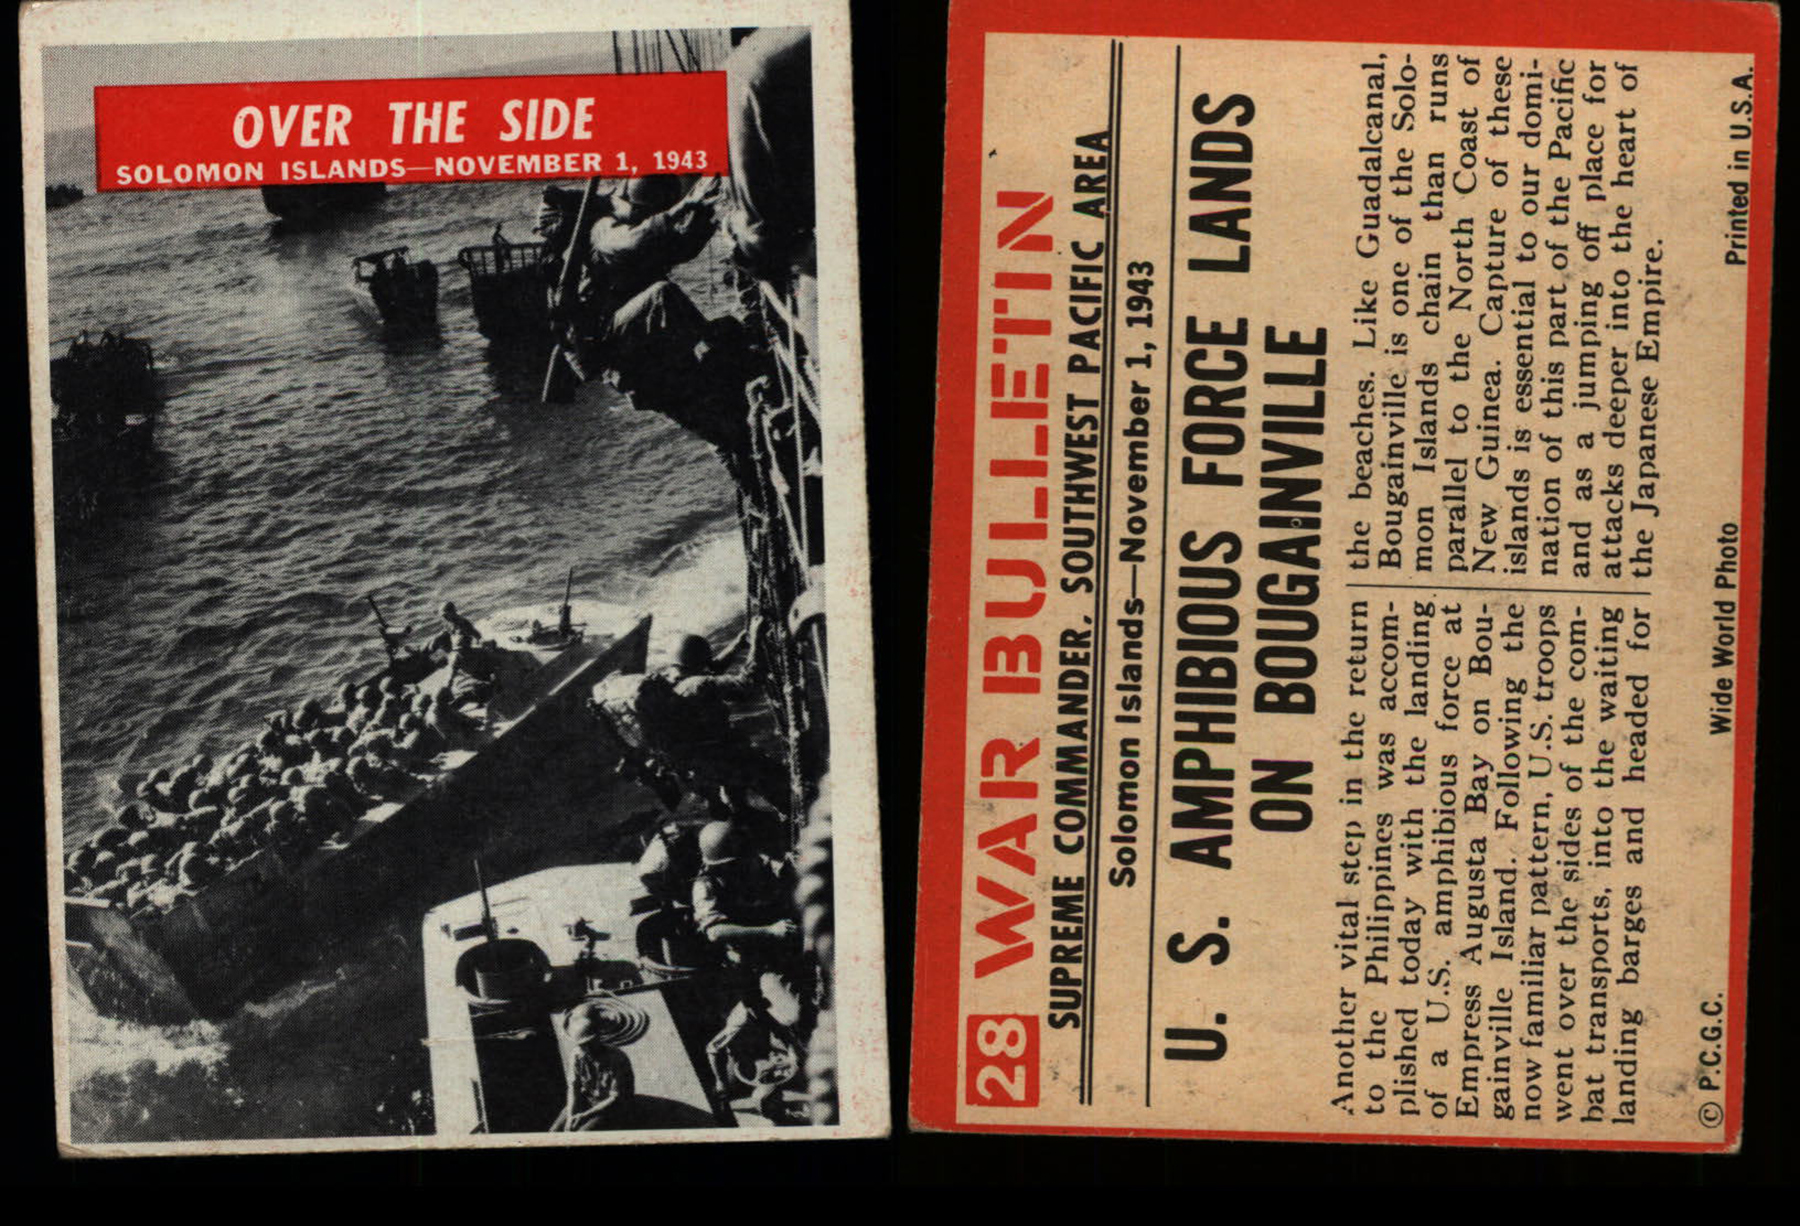 OVER THE SIDE
SOLOMON ISLANDS—NOVEMBER 1, 1943
28 WAR BULLETIN
SUPREME COMMANDER, SOUTHWEST PACIFIC AREA
Solomon Islands—November 1, 1943
U. S. AMPHIBIOUS FORCE LANDS
ON BOUGAINVILLE
Another vital step in the return
to the Philippines was accom-
plished today with the landing
of a U.S. amphibious force at
Empress Augusta Bay on Bou-
gainville Island. Following the
now familiar pattern, U.S. troops
went over the sides of the com-
bat transports, into the waiting
landing barges and headed for
the beaches. Like Guadalcanal,
Bougainville is one of the Solo-
mon Islands chain than runs
parallel to the North Coast of
New Guinea. Capture of these
islands is essential to our domi-
nation of this part of the Pacific
and as a jumping off place for
attacks deeper into the heart of
the Japanese Empire.
© P.C.G.C.
Wide World Photo
Printed in U.S.A.